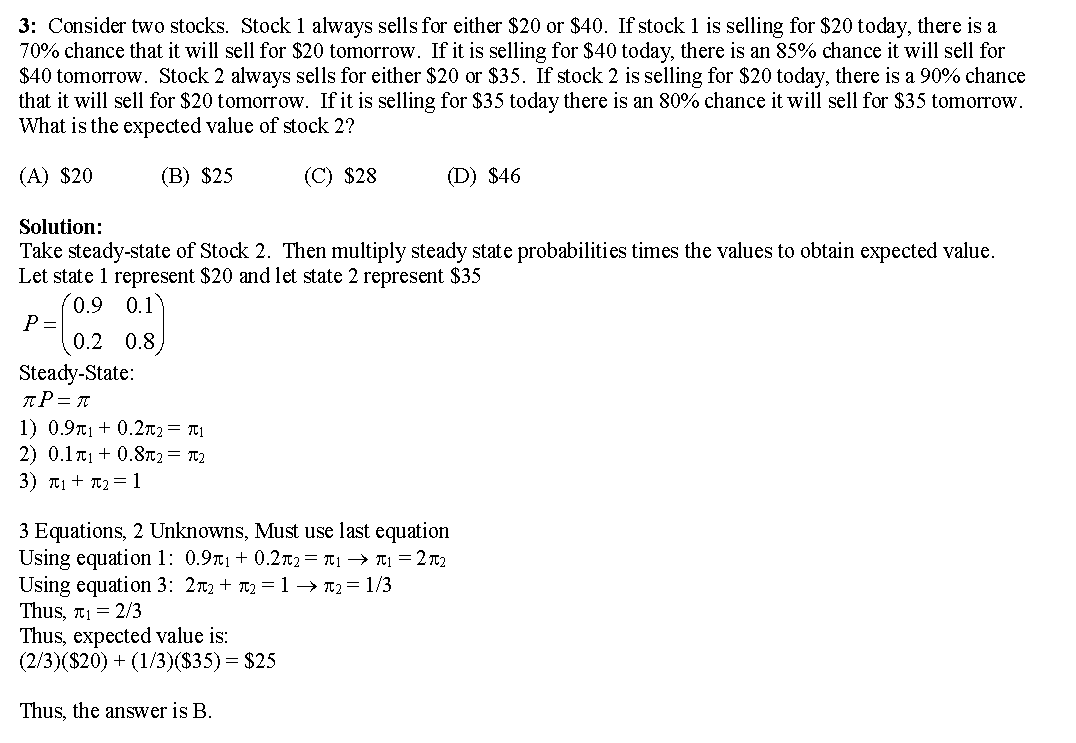 3: Consider two stocks. Stock 1 always sells for either $20 or $40. If stock 1 is selling for $20 today, there is a
70% chance that it will sell for $20 tomorrow. If it is selling for $40 today, there is an 85% chance it will sell for
$40 tomorrow. Stock 2 always sells for either $20 or $35. If stock 2 is selling for $20 today, there is a 90% chance
that it will sell for $20 tomorrow. If it is selling for $35 today there is an 80% chance it will sell for $35 tomorrow.
What is the expected value of stock 2?
(A) $20 (B) $25 (C) $28 (D) $46
Solution:
Take steady-state of Stock 2. Then multiply steady state probabilities times the values to obtain expected value.
Let state 1 represent $20 and let state 2 represent $35
P = (0.9 0.1
0.2 0.8)
Steady-State:
πP = π
1) 0.9π₁ + 0.2π₂ = π₁
2) 0.1π₁ + 0.8π₂ = π₂
3) π₁ + π₂ = 1
3 Equations, 2 Unknowns, Must use last equation
Using equation 1: 0.9π₁ + 0.2π₂ = π₁ → π₁ = 2π₂
Using equation 3: 2π₂ + π₂ = 1 → π₂ = 1/3
Thus, π₁ = 2/3
Thus, expected value is:
(2/3)($20) + (1/3)($35) = $25
Thus, the answer is B.